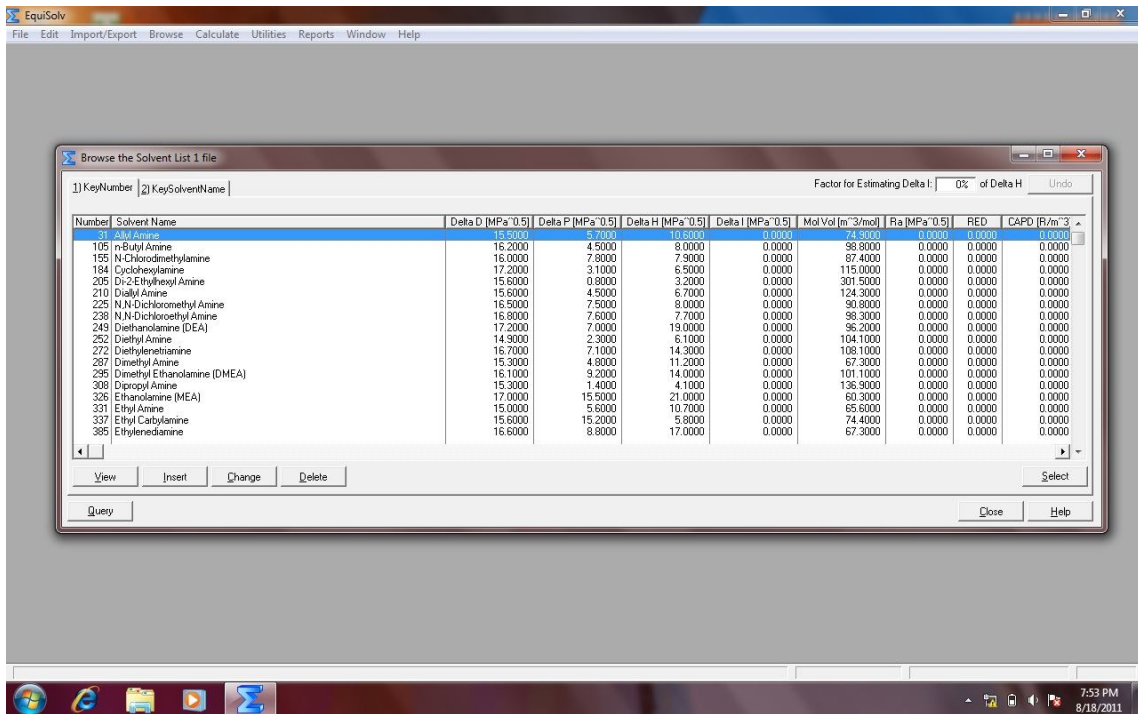 EquiSolv
File Edit Import/Export Browse Calculate Utilities Reports Window Help
Browse the Solvent List 1 file
1) KeyNumber 2) KeySolventName Factor for Estimating Delta I: 0% of Delta H Undo
Number Solvent Name Delta D [MPa^0.5] Delta P [MPa^0.5] Delta H [MPa^0.5] Delta I [MPa^0.5] Mol Vol [m^3/mol] Ra [MPa^0.5] RED CAPD [R/m^3
31 Allyl Amine 15.5000 5.7000 10.6000 0.0000 74.9000 0.0000 0.0000 0.0000
105 n-Butyl Amine 16.2000 4.5000 8.0000 0.0000 98.8000 0.0000 0.0000 0.0000
155 N-Chlorodimethylamine 16.0000 7.8000 7.9000 0.0000 87.4000 0.0000 0.0000 0.0000
184 Cyclohexylamine 17.2000 3.1000 6.5000 0.0000 115.0000 0.0000 0.0000 0.0000
205 Di-2-Ethylhexyl Amine 15.6000 0.8000 3.2000 0.0000 301.5000 0.0000 0.0000 0.0000
210 Diallyl Amine 15.6000 4.5000 6.7000 0.0000 124.3000 0.0000 0.0000 0.0000
225 N,N-Dichloromethyl Amine 16.5000 7.5000 8.0000 0.0000 90.8000 0.0000 0.0000 0.0000
238 N,N-Dichloroethyl Amine 16.8000 7.6000 7.7000 0.0000 98.3000 0.0000 0.0000 0.0000
249 Diethanolamine (DEA) 17.2000 7.0000 19.0000 0.0000 96.2000 0.0000 0.0000 0.0000
252 Diethyl Amine 14.9000 2.3000 6.1000 0.0000 104.1000 0.0000 0.0000 0.0000
272 Diethylenetriamine 16.7000 7.1000 14.3000 0.0000 108.1000 0.0000 0.0000 0.0000
287 Dimethyl Amine 15.3000 4.8000 11.2000 0.0000 67.3000 0.0000 0.0000 0.0000
295 Dimethyl Ethanolamine (DMEA) 16.1000 9.2000 14.0000 0.0000 101.1000 0.0000 0.0000 0.0000
308 Dipropyl Amine 15.3000 1.4000 4.1000 0.0000 136.9000 0.0000 0.0000 0.0000
326 Ethanolamine (MEA) 17.0000 15.5000 21.0000 0.0000 60.3000 0.0000 0.0000 0.0000
331 Ethyl Amine 15.0000 5.6000 10.7000 0.0000 65.6000 0.0000 0.0000 0.0000
337 Ethyl Carbylamine 15.6000 15.2000 5.8000 0.0000 74.4000 0.0000 0.0000 0.0000
385 Ethylenediamine 16.6000 8.8000 17.0000 0.0000 67.3000 0.0000 0.0000 0.0000
View Insert Change Delete Select
Query Close Help
7:53 PM
8/18/2011